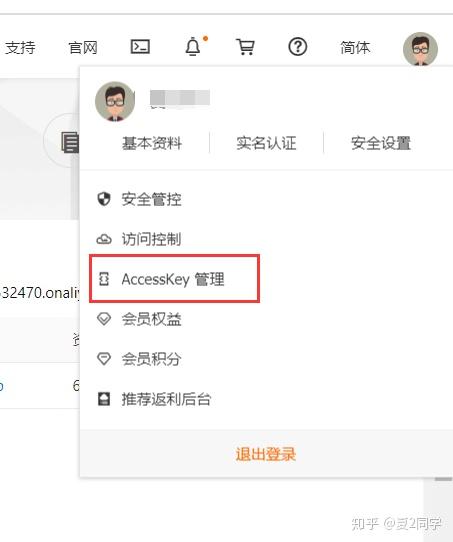 支持 官网 简体
基本资料 实名认证 安全设置
安全管控
访问控制
AccessKey 管理
32470.onaliy
会员权益
会员积分
6
推荐返利后台
退出登录
知乎 @夏2同学